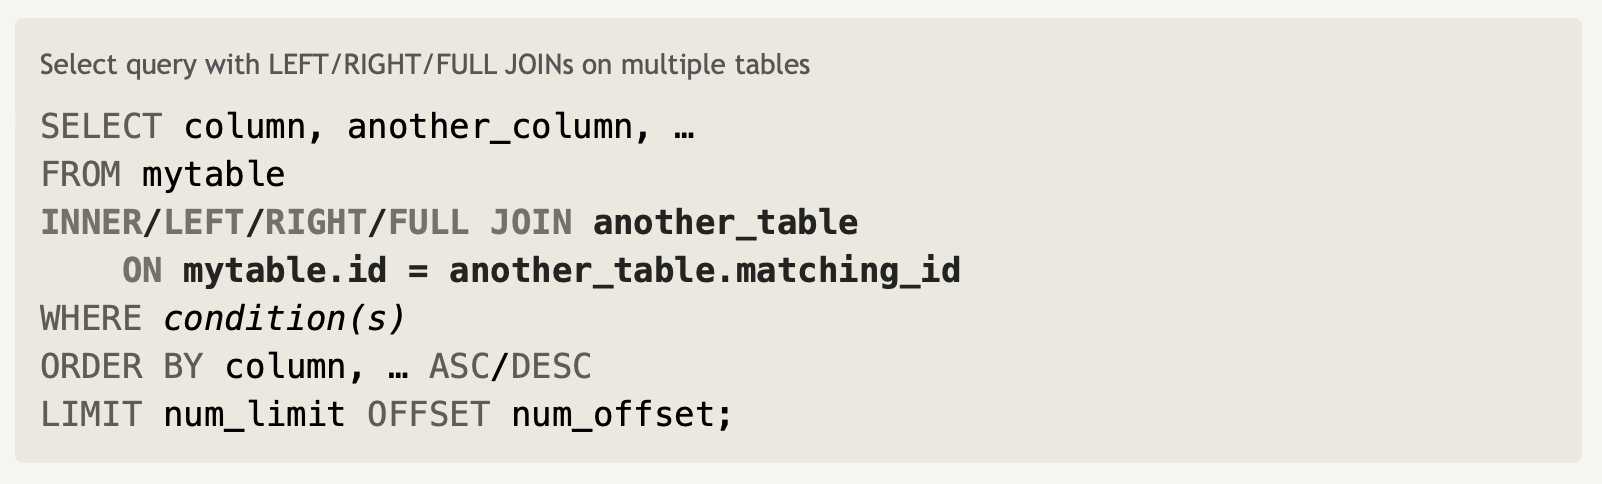 Select query with LEFT/RIGHT/FULL JOINs on multiple tables
SELECT column, another_column, …
FROM mytable
INNER/LEFT/RIGHT/FULL JOIN another_table
    ON mytable.id = another_table.matching_id
WHERE condition(s)
ORDER BY column, … ASC/DESC
LIMIT num_limit OFFSET num_offset;